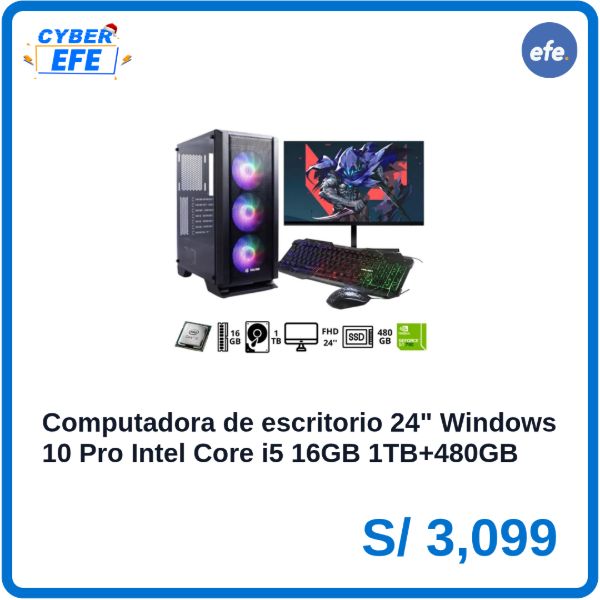 CYBER
EFE
efe.
16
GB
1
TB
FHD
24"
SSD
480
GB
Computadora de escritorio 24" Windows
10 Pro Intel Core i5 16GB 1TB+480GB
S/ 3,099